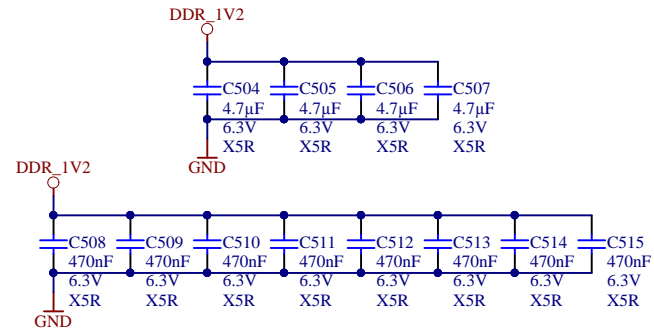 DDR_1V2
C504 C505 C506 C507
4.7µF 4.7µF 4.7µF 4.7µF
6.3V 6.3V 6.3V 6.3V
X5R X5R X5R X5R
GND
DDR_1V2
C508 C509 C510 C511 C512 C513 C514 C515
470nF 470nF 470nF 470nF 470nF 470nF 470nF 470nF
6.3V 6.3V 6.3V 6.3V 6.3V 6.3V 6.3V 6.3V
X5R X5R X5R X5R X5R X5R X5R X5R
GND